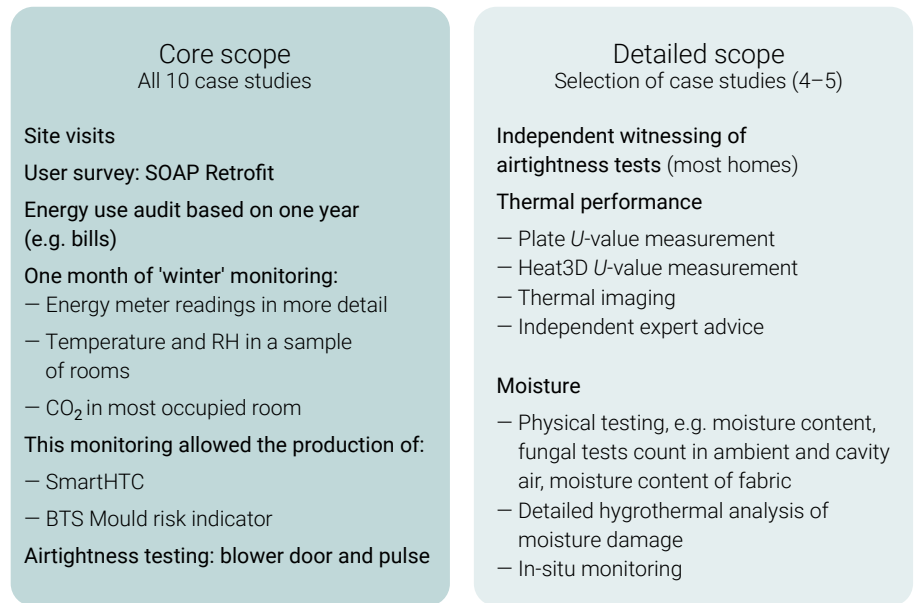 Core scope
All 10 case studies
Site visits
User survey: SOAP Retrofit
Energy use audit based on one year
(e.g. bills)
One month of 'winter' monitoring:
— Energy meter readings in more detail
— Temperature and RH in a sample
of rooms
— CO₂ in most occupied room
This monitoring allowed the production of:
— SmartHTC
— BTS Mould risk indicator
Airtightness testing: blower door and pulse
Detailed scope
Selection of case studies (4–5)
Independent witnessing of
airtightness tests (most homes)
Thermal performance
— Plate U-value measurement
— Heat3D U-value measurement
— Thermal imaging
— Independent expert advice
Moisture
— Physical testing, e.g. moisture content,
fungal tests count in ambient and cavity
air, moisture content of fabric
— Detailed hygrothermal analysis of
moisture damage
— In-situ monitoring